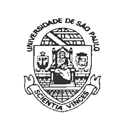 UNIVERSIDADE DE SÃO PAULO
SCIENTIA VINCES